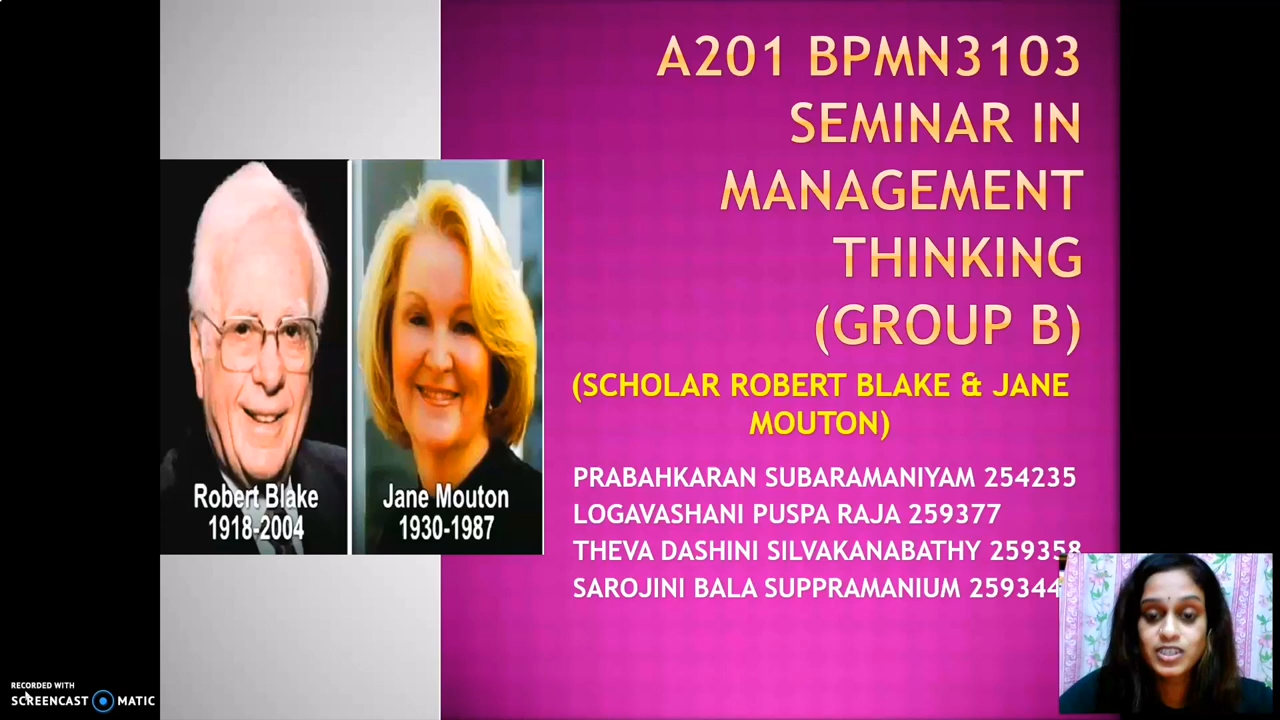 A201 BPMN3103
SEMINAR IN
MANAGEMENT
THINKING
(GROUP B)
(SCHOLAR ROBERT BLAKE & JANE
MOUTON)
PRABAHKARAN SUBARAMANIYAM 254235
LOGAVASHANI PUSPA RAJA 259377
THEVA DASHINI SILVAKANABATHY 259358
SAROJINI BALA SUPPRAMANIUM 259344
Robert Blake
1918-2004
Jane Mouton
1930-1987
RECORDED WITH
SCREENCAST MATIC